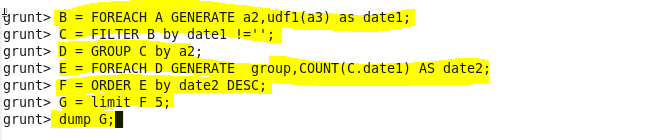 grunt> B = FOREACH A GENERATE a2,udf1(a3) as date1;
grunt> C = FILTER B by date1 !='';
grunt> D = GROUP C by a2;
grunt> E = FOREACH D GENERATE  group,COUNT(C.date1) AS date2;
grunt> F = ORDER E by date2 DESC;
grunt> G = limit F 5;
grunt> dump G;